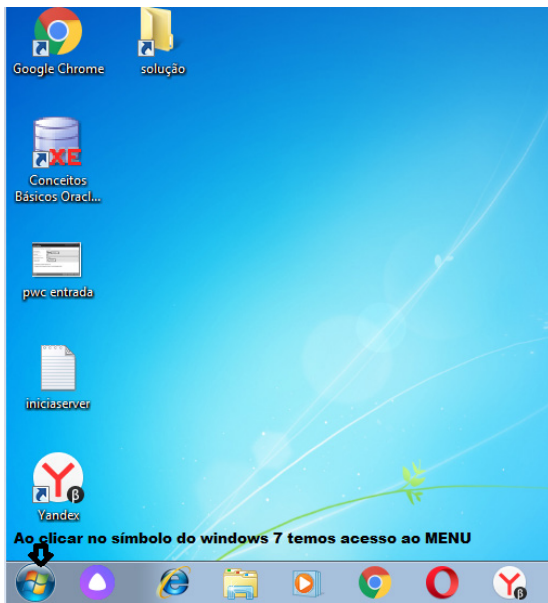 Google Chrome
solução
XE
Conceitos
Básicos Oracl...
pwc entrada
iniciaserver
Y
β
Yandex
Ao clicar no símbolo do windows 7 temos acesso ao MENU
Y
β